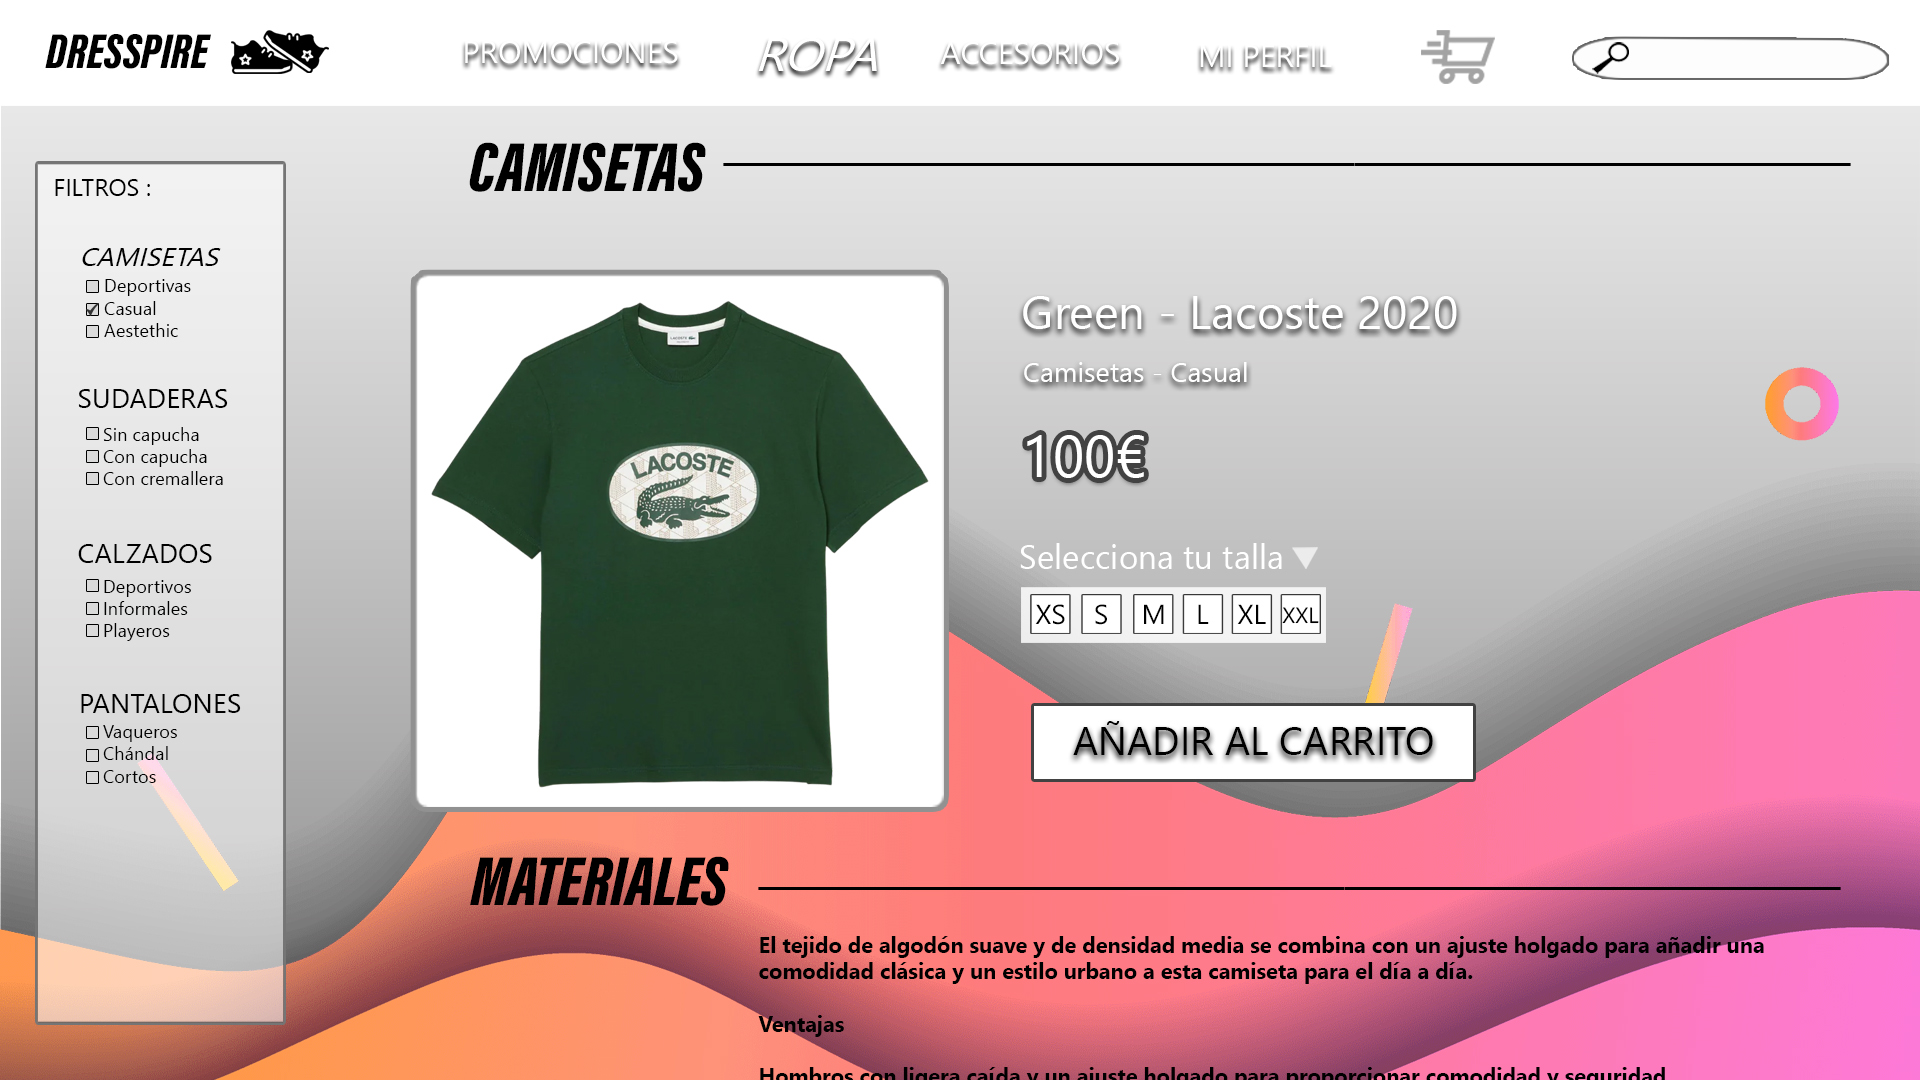 DRESSPIRE
PROMOCIONES
ROPA
ACCESORIOS
MI PERFIL
FILTROS :
CAMISETAS
Deportivas
Casual
Aestethic
SUDADERAS
Sin capucha
Con capucha
Con cremallera
CALZADOS
Deportivos
Informales
Playeros
PANTALONES
Vaqueros
Chándal
Cortos
CAMISETAS
LACOSTE
LACOSTE
Green - Lacoste 2020
Camisetas - Casual
100€
Selecciona tu talla
XS S M L XL XXL
AÑADIR AL CARRITO
MATERIALES
El tejido de algodón suave y de densidad media se combina con un ajuste holgado para añadir una
comodidad clásica y un estilo urbano a esta camiseta para el día a día.
Ventajas
Hombros con ligera caída y un ajuste holgado para proporcionar comodidad y seguridad